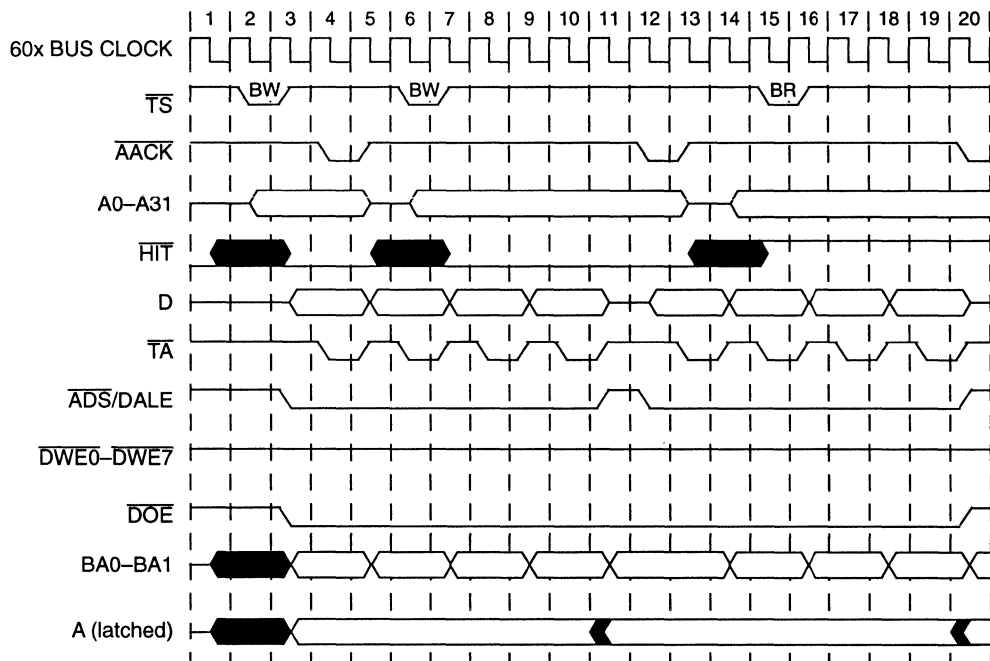 1 2 3 4 5 6 7 8 9 10 11 12 13 14 15 16 17 18 19 20
60x BUS CLOCK
TS BW BW BR
AACK
A0–A31
HIT
D
TA
ADS/DALE
DWE0–DWE7
DOE
BA0–BA1
A (latched)